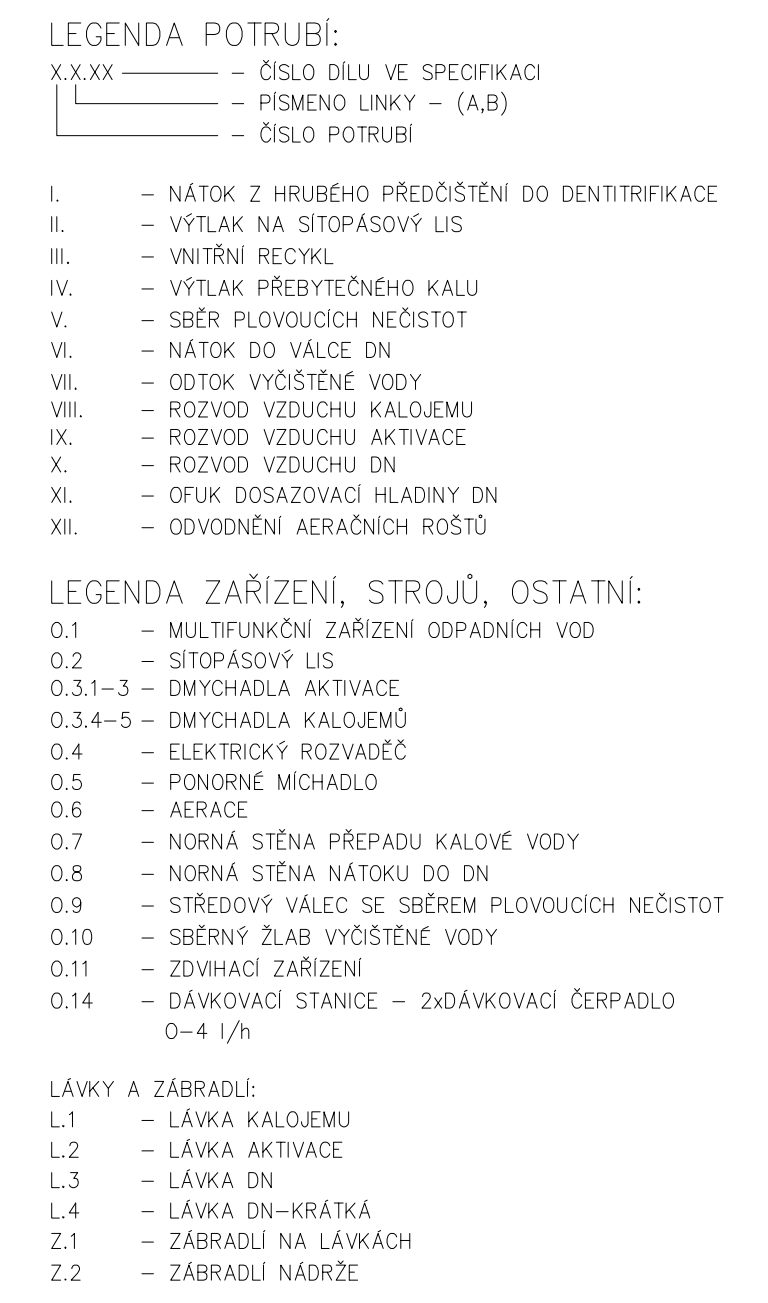 LEGENDA POTRUBÍ:
X.X.XX — ČÍSLO DÍLU VE SPECIFIKACI
— PÍSMENO LINKY – (A,B)
— ČÍSLO POTRUBÍ
I. – NÁTOK Z HRUBÉHO PŘEDČIŠTĚNÍ DO DENTITRIFIKACE
II. – VÝTLAK NA SÍTOPÁSOVÝ LIS
III. – VNITŘNÍ RECYKL
IV. – VÝTLAK PŘEBYTEČNÉHO KALU
V. – SBĚR PLOVOUCÍCH NEČISTOT
VI. – NÁTOK DO VÁLCE DN
VII. – ODTOK VYČIŠTĚNÉ VODY
VIII. – ROZVOD VZDUCHU KALOJEMU
IX. – ROZVOD VZDUCHU AKTIVACE
X. – ROZVOD VZDUCHU DN
XI. – OFUK DOSAZOVACÍ HLADINY DN
XII. – ODVODNĚNÍ AERAČNÍCH ROŠTŮ
LEGENDA ZAŘÍZENÍ, STROJŮ, OSTATNÍ:
0.1 – MULTIFUNKČNÍ ZAŘÍZENÍ ODPADNÍCH VOD
0.2 – SÍTOPÁSOVÝ LIS
0.3.1–3 – DMYCHADLA AKTIVACE
0.3.4–5 – DMYCHADLA KALOJEMŮ
0.4 – ELEKTRICKÝ ROZVADĚČ
0.5 – PONORNÉ MÍCHADLO
0.6 – AERACE
0.7 – NORNÁ STĚNA PŘEPADU KALOVÉ VODY
0.8 – NORNÁ STĚNA NÁTOKU DO DN
0.9 – STŘEDOVÝ VÁLEC SE SBĚREM PLOVOUCÍCH NEČISTOT
0.10 – SBĚRNÝ ŽLAB VYČIŠTĚNÉ VODY
0.11 – ZDVIHACÍ ZAŘÍZENÍ
0.14 – DÁVKOVACÍ STANICE – 2xDÁVKOVACÍ ČERPADLO
0–4 l/h
LÁVKY A ZÁBRADLÍ:
L.1 – LÁVKA KALOJEMU
L.2 – LÁVKA AKTIVACE
L.3 – LÁVKA DN
L.4 – LÁVKA DN–KRÁTKÁ
Z.1 – ZÁBRADLÍ NA LÁVKÁCH
Z.2 – ZÁBRADLÍ NÁDRŽE